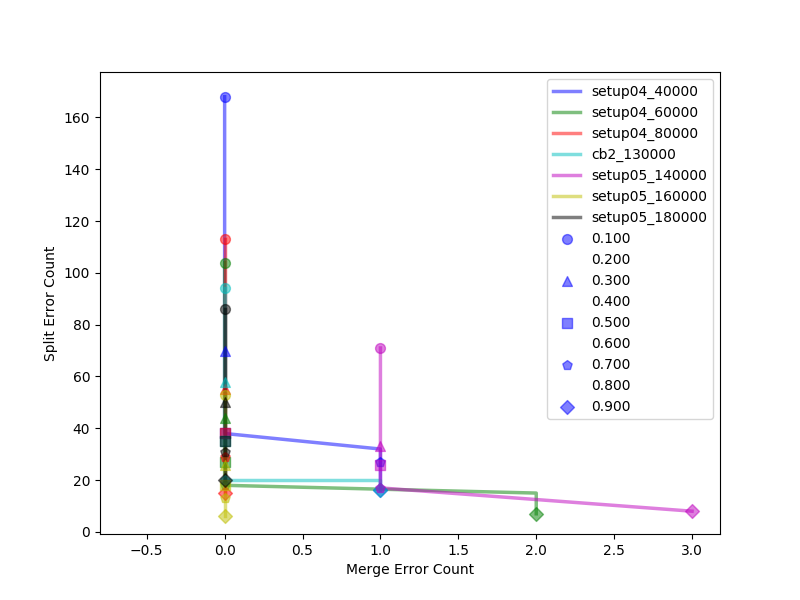 setup04_40000
setup04_60000
setup04_80000
cb2_130000
setup05_140000
setup05_160000
setup05_180000
0.100
0.200
0.300
0.400
0.500
0.600
0.700
0.800
0.900
160
140
120
100
80
60
40
20
0
Split Error Count
−0.5 0.0 0.5 1.0 1.5 2.0 2.5 3.0
Merge Error Count